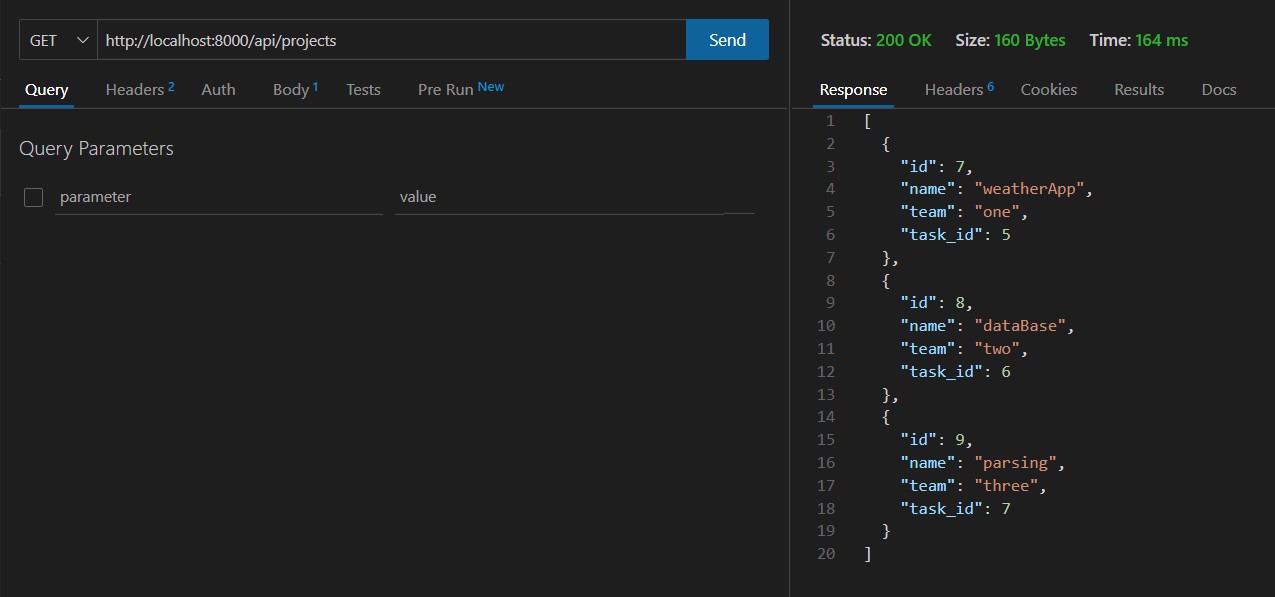 GET http://localhost:8000/api/projects Send
Query Headers 2 Auth Body 1 Tests Pre Run New
Query Parameters
parameter value
Status: 200 OK Size: 160 Bytes Time: 164 ms
Response Headers 6 Cookies Results Docs
1 [
2 {
3 "id": 7,
4 "name": "weatherApp",
5 "team": "one",
6 "task_id": 5
7 },
8 {
9 "id": 8,
10 "name": "dataBase",
11 "team": "two",
12 "task_id": 6
13 },
14 {
15 "id": 9,
16 "name": "parsing",
17 "team": "three",
18 "task_id": 7
19 }
20 ]